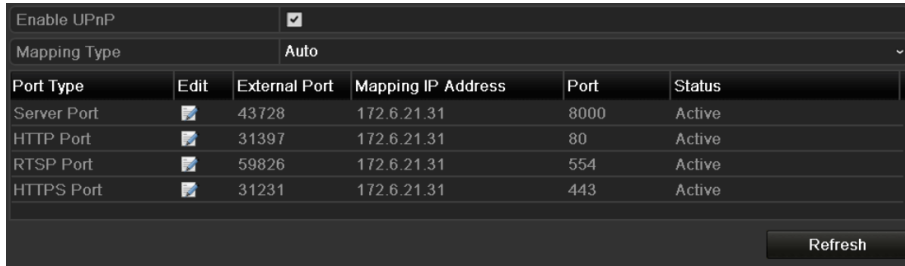 Enable UPnP
Mapping Type Auto
Port Type Edit External Port Mapping IP Address Port Status
Server Port 43728 172.6.21.31 8000 Active
HTTP Port 31397 172.6.21.31 80 Active
RTSP Port 59826 172.6.21.31 554 Active
HTTPS Port 31231 172.6.21.31 443 Active
Refresh